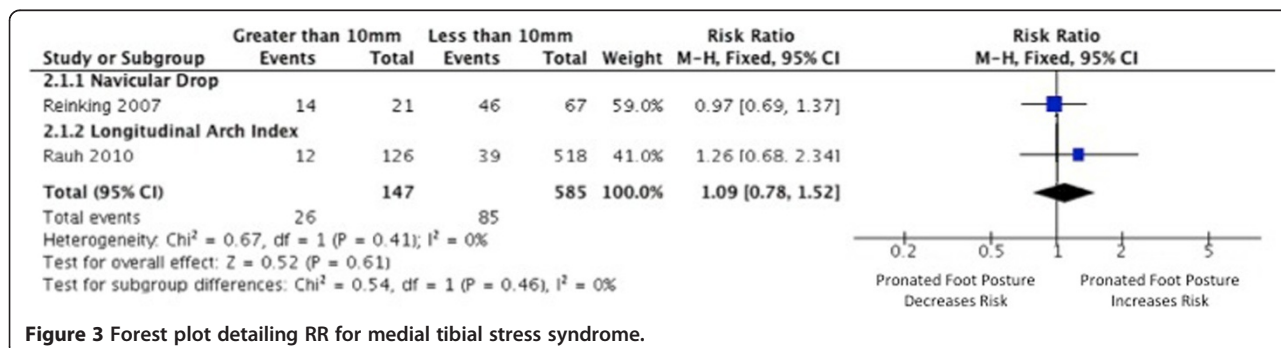 Greater than 10mm Less than 10mm Risk Ratio Risk Ratio
Study or Subgroup Events Total Events Total Weight M-H, Fixed, 95% CI M-H, Fixed, 95% CI
2.1.1 Navicular Drop
Reinking 2007 14 21 46 67 59.0% 0.97 [0.69, 1.37]
2.1.2 Longitudinal Arch Index
Rauh 2010 12 126 39 518 41.0% 1.26 [0.68, 2.34]
Total (95% CI) 147 585 100.0% 1.09 [0.78, 1.52]
Total events 26 85
Heterogeneity: Chi² = 0.67, df = 1 (P = 0.41); I² = 0%
Test for overall effect: Z = 0.52 (P = 0.61)
Test for subgroup differences: Chi² = 0.54, df = 1 (P = 0.46), I² = 0%
0.2 0.5 1 2 5
Pronated Foot Posture Pronated Foot Posture
Decreases Risk Increases Risk
Figure 3 Forest plot detailing RR for medial tibial stress syndrome.